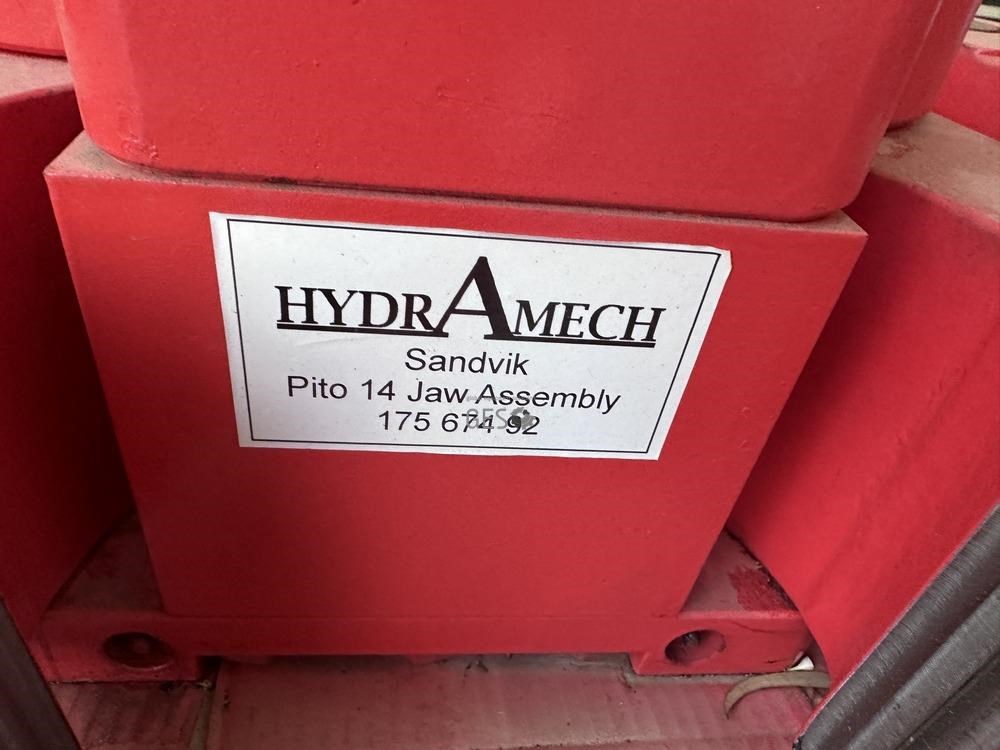 HYDRAMECH
Sandvik
Pito 14 Jaw Assembly
175 674 92